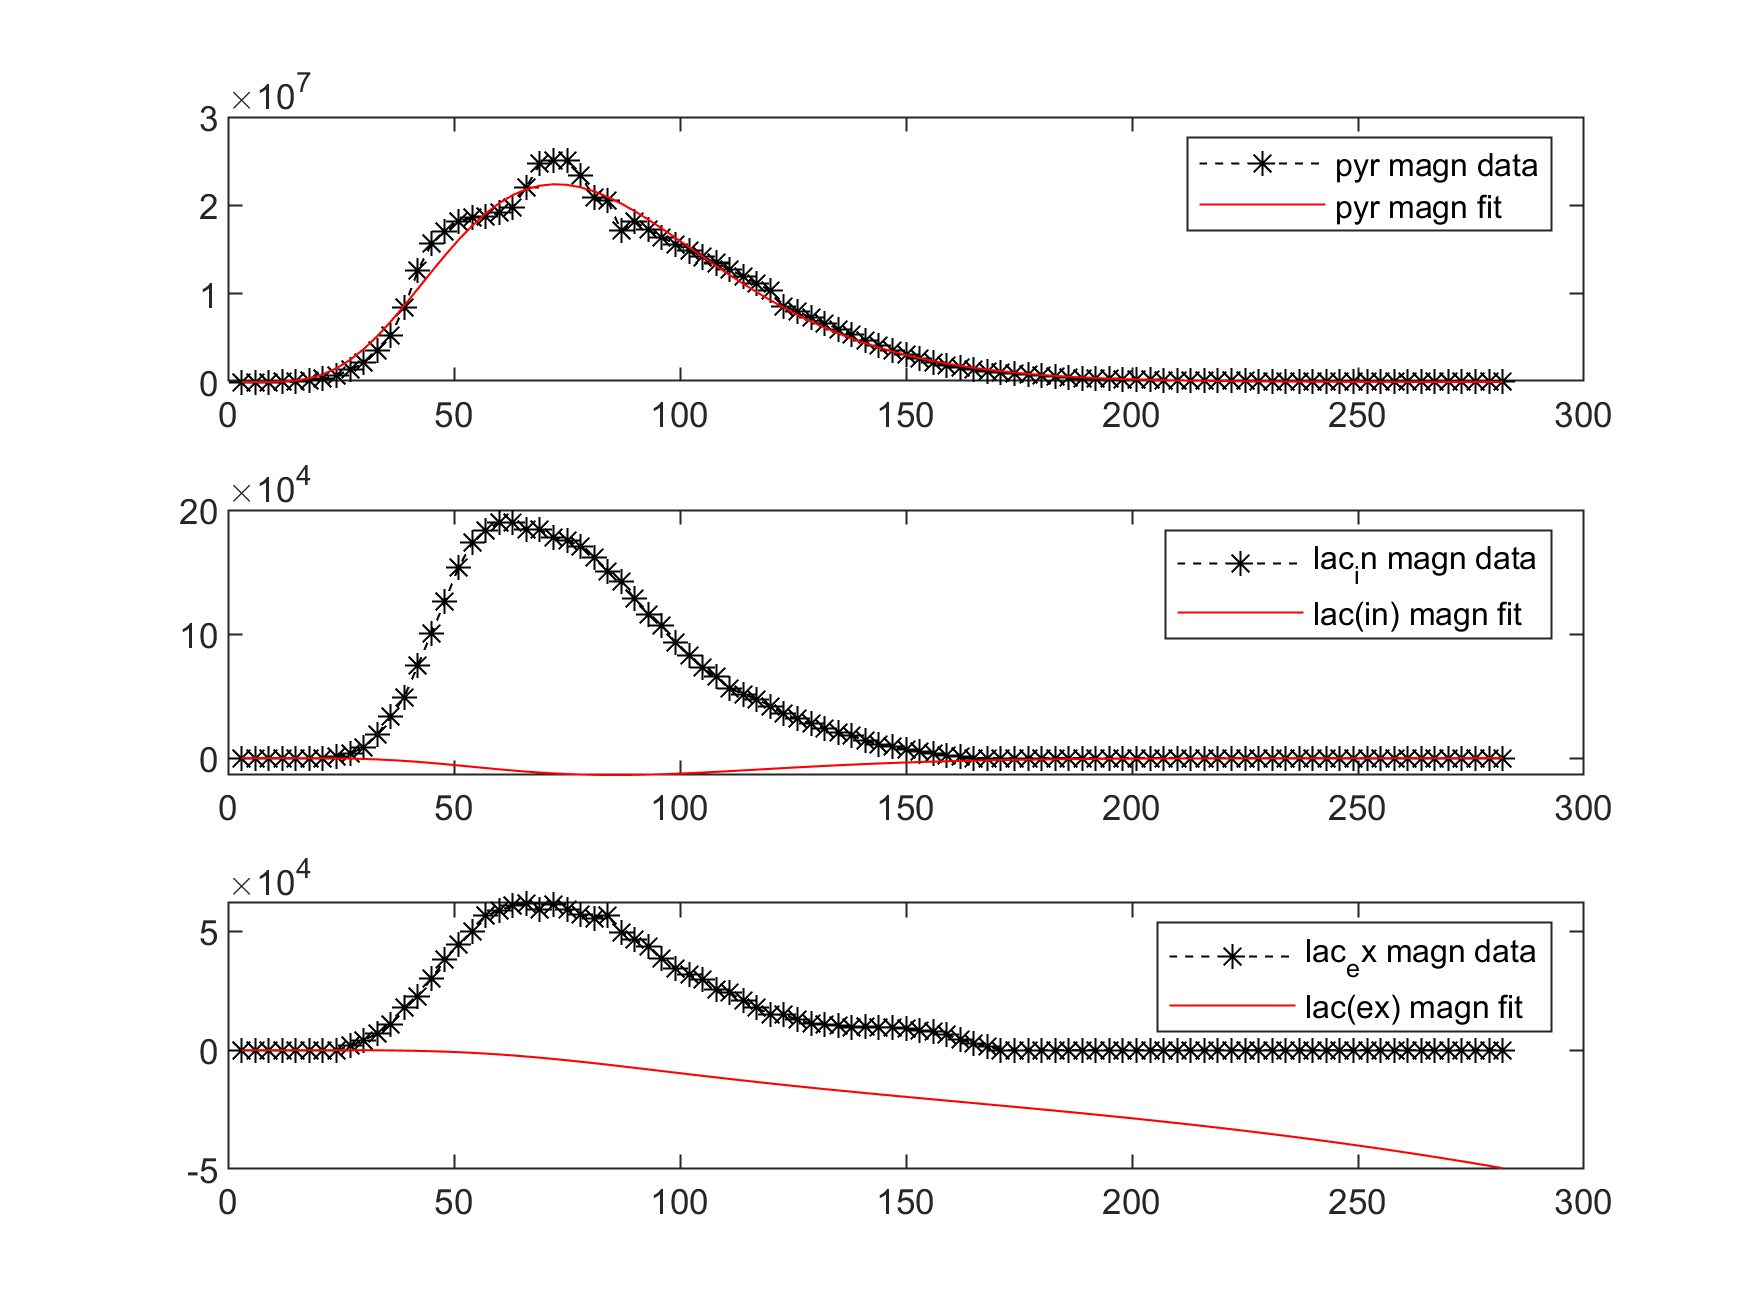 ×10^7
3
2
1
0
0 50 100 150 200 250 300
pyr magn data
pyr magn fit
×10^4
20
10
0
0 50 100 150 200 250 300
lac_in magn data
lac(in) magn fit
×10^4
5
0
-5
0 50 100 150 200 250 300
lac_ex magn data
lac(ex) magn fit